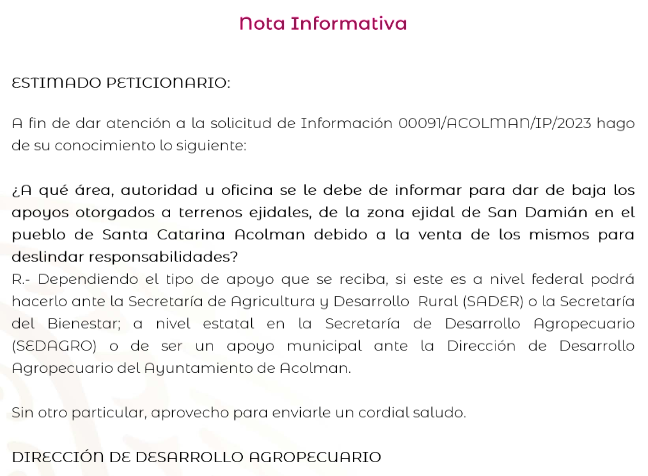 Nota Informativa
ESTIMADO PETICIONARIO:
A fin de dar atención a la solicitud de Información 00091/ACOLMAN/IP/2023 hago
de su conocimiento lo siguiente:
¿A qué área, autoridad u oficina se le debe de informar para dar de baja los
apoyos otorgados a terrenos ejidales, de la zona ejidal de San Damián en el
pueblo de Santa Catarina Acolman debido a la venta de los mismos para
deslindar responsabilidades?
R.- Dependiendo el tipo de apoyo que se reciba, si este es a nivel federal podrá
hacerlo ante la Secretaría de Agricultura y Desarrollo Rural (SADER) o la Secretaría
del Bienestar; a nivel estatal en la Secretaría de Desarrollo Agropecuario
(SEDAGRO) o de ser un apoyo municipal ante la Dirección de Desarrollo
Agropecuario del Ayuntamiento de Acolman.
Sin otro particular, aprovecho para enviarle un cordial saludo.
DIRECCIÓN DE DESARROLLO AGROPECUARIO